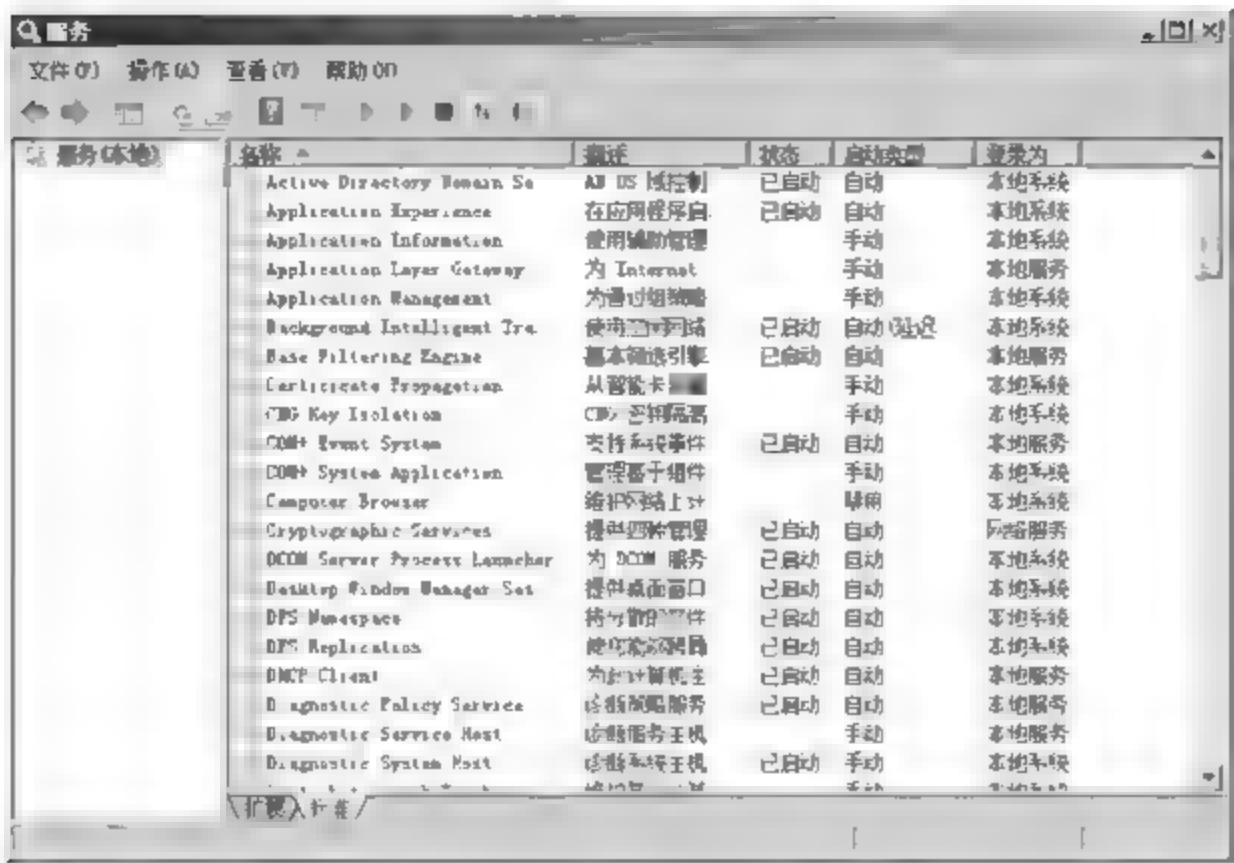 服务
文件(F) 操作(A) 查看(V) 帮助(H)
服务(本地)
名称 描述 状态 启动类型 登录为
Active Directory Domain Se AD DS 域控制 已启动 自动 本地系统
Application Experience 在应用程序启 已启动 自动 本地系统
Application Information 使用辅助管理 手动 本地系统
Application Layer Gateway 为 Internet 手动 本地服务
Application Management 为通过组策略 手动 本地系统
Background Intelligent Tra 已启动 自动 本地系统
Base Filtering Engine 基本筛选引擎 已启动 自动 本地服务
Certificate Propagation 从智能卡 手动 本地系统
CNG Key Isolation CNG 密钥隔离 手动 本地系统
COM+ Event System 支持系统事件 已启动 自动 本地服务
COM+ System Application 管理基于组件 手动 本地系统
Computer Browser 维护网络上计 禁用 本地系统
Cryptographic Services 已启动 自动 网络服务
DCOM Server Process Launcher 为 DCOM 服务 已启动 自动 本地系统
Desktop Window Manager Ses 提供桌面窗口 已启动 自动 本地系统
DFS Namespace 已启动 自动 本地系统
DFS Replication 已启动 自动 本地系统
DHCP Client 为此计算机注 已启动 自动 本地服务
Diagnostic Policy Service 诊断策略服务 已启动 自动 本地服务
Diagnostic Service Host 诊断服务主机 手动 本地服务
Diagnostic System Host 诊断系统主机 已启动 手动 本地系统
扩展 标准